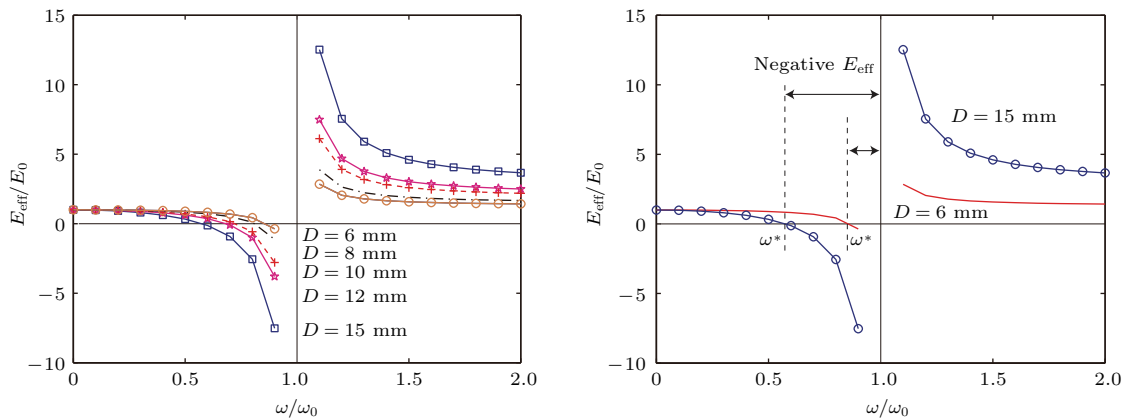 15
10
5
0
−5
−10
E_eff/E_0
0
0.5
1.0
1.5
2.0
ω/ω_0
D = 6 mm
D = 8 mm
D = 10 mm
D = 12 mm
D = 15 mm
15
10
5
0
−5
−10
E_eff/E_0
Negative E_eff
D = 15 mm
D = 6 mm
ω*
ω*
0
0.5
1.0
1.5
2.0
ω/ω_0